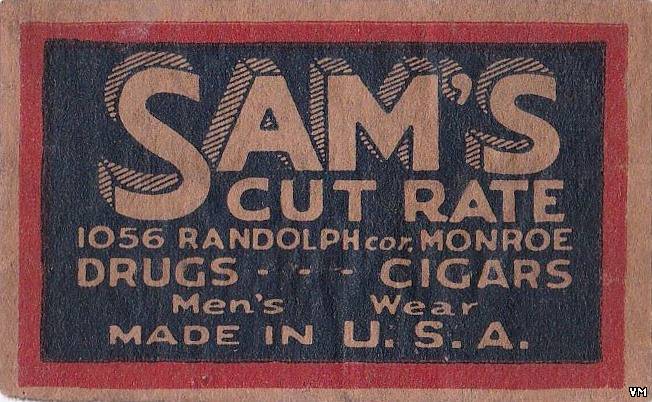 SAM'S
CUT RATE
1056 RANDOLPH cor. MONROE
DRUGS - - - CIGARS
Men's Wear
MADE IN U. S. A.
VM